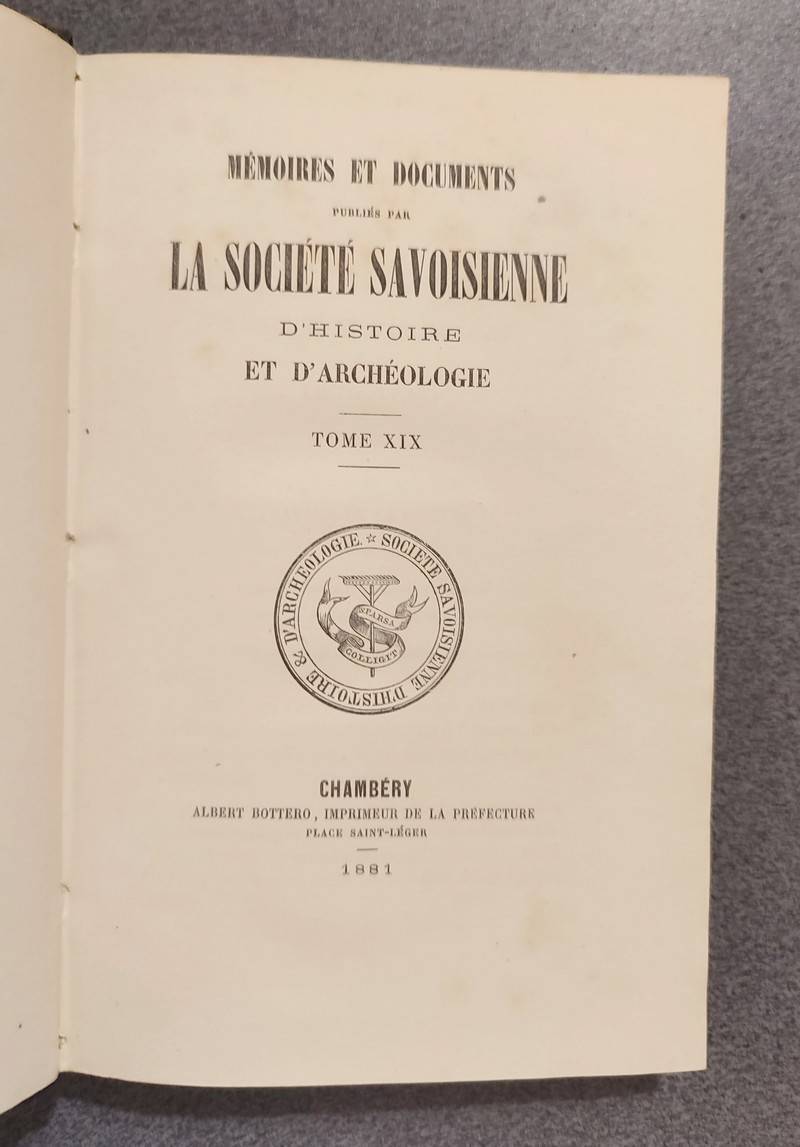 MÉMOIRES ET DOCUMENTS
PUBLIÉS PAR
LA SOCIÉTÉ SAVOISIENNE
D'HISTOIRE
ET D'ARCHÉOLOGIE
TOME XIX
SOCIETE SAVOISIENNE D'HISTOIRE & D'ARCHEOLOGIE.
SPARSA
COLLIGIT
CHAMBÉRY
ALBERT BOTTERO, IMPRIMEUR DE LA PRÉFECTURE
PLACE SAINT-LÉGER
1881